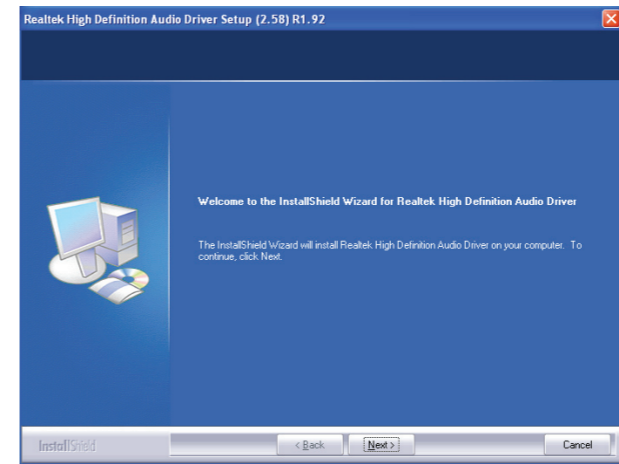 Realtek High Definition Audio Driver Setup (2.58) R1.92
Welcome to the InstallShield Wizard for Realtek High Definition Audio Driver
The InstallShield Wizard will install Realtek High Definition Audio Driver on your computer. To
continue, click Next.
InstallShield
< Back
Next >
Cancel